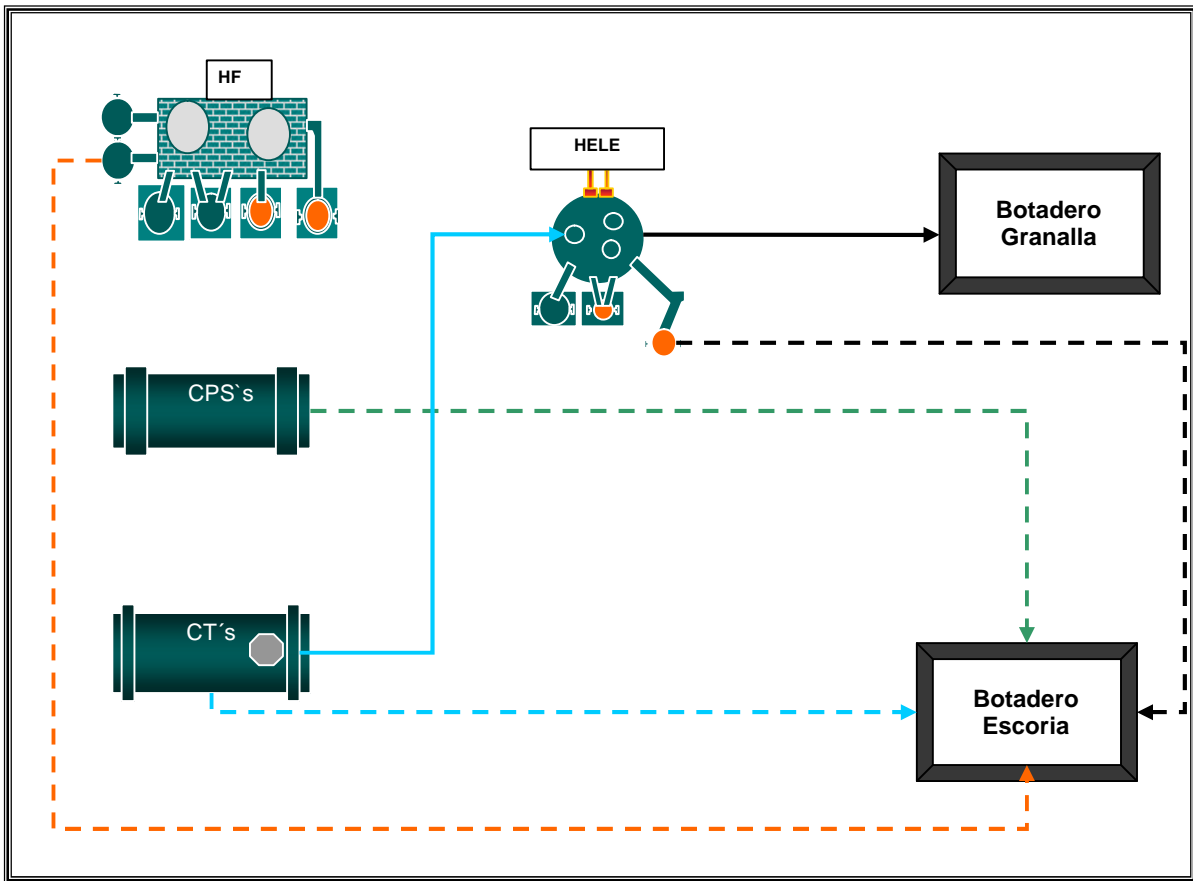 HF
HELE
Botadero
Granalla
CPS`s
CT´s
Botadero
Escoria